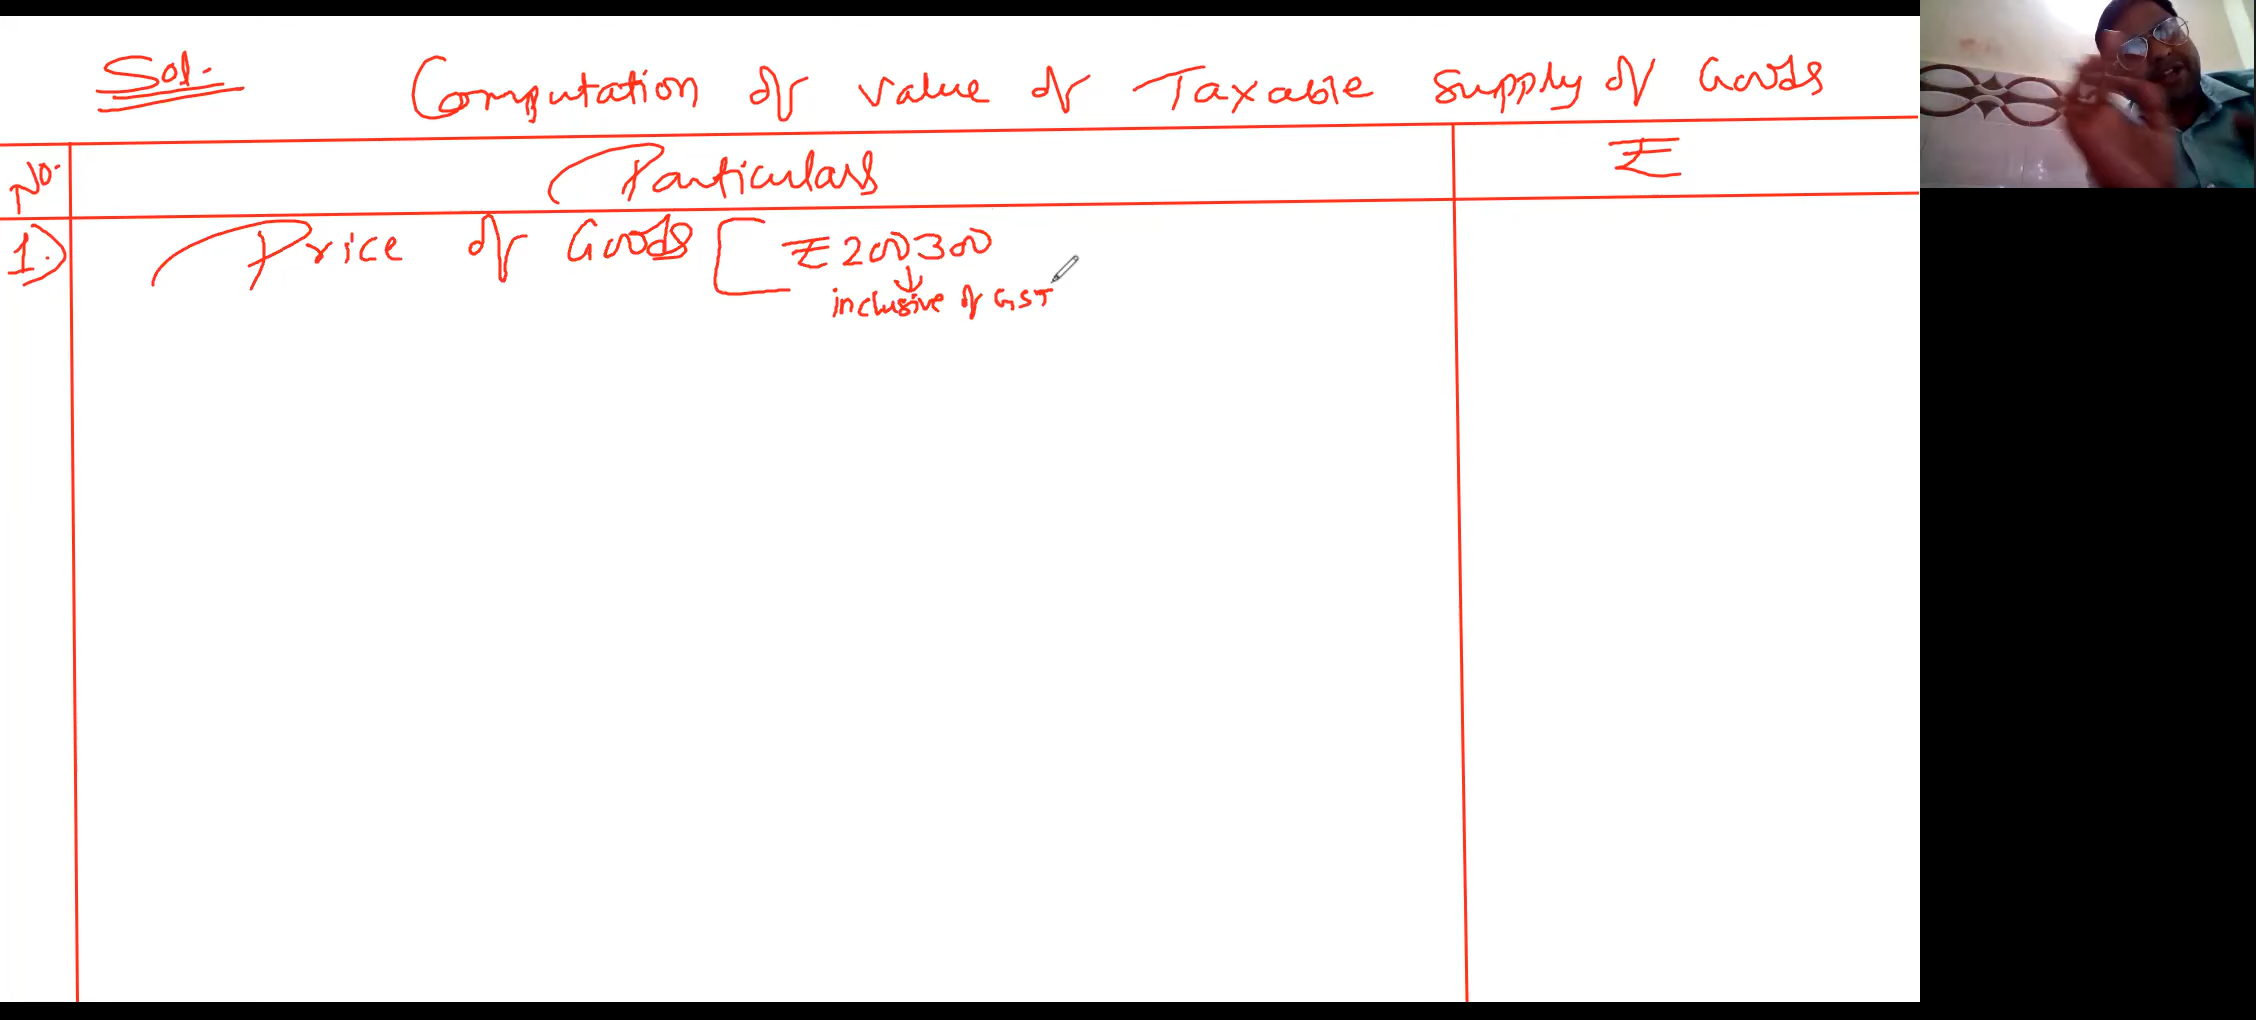 Sol. Computation of value of Taxable supply of Goods
No. Particulars ₹
1.) Price of Goods [ ₹200300
↓
inclusive of GST